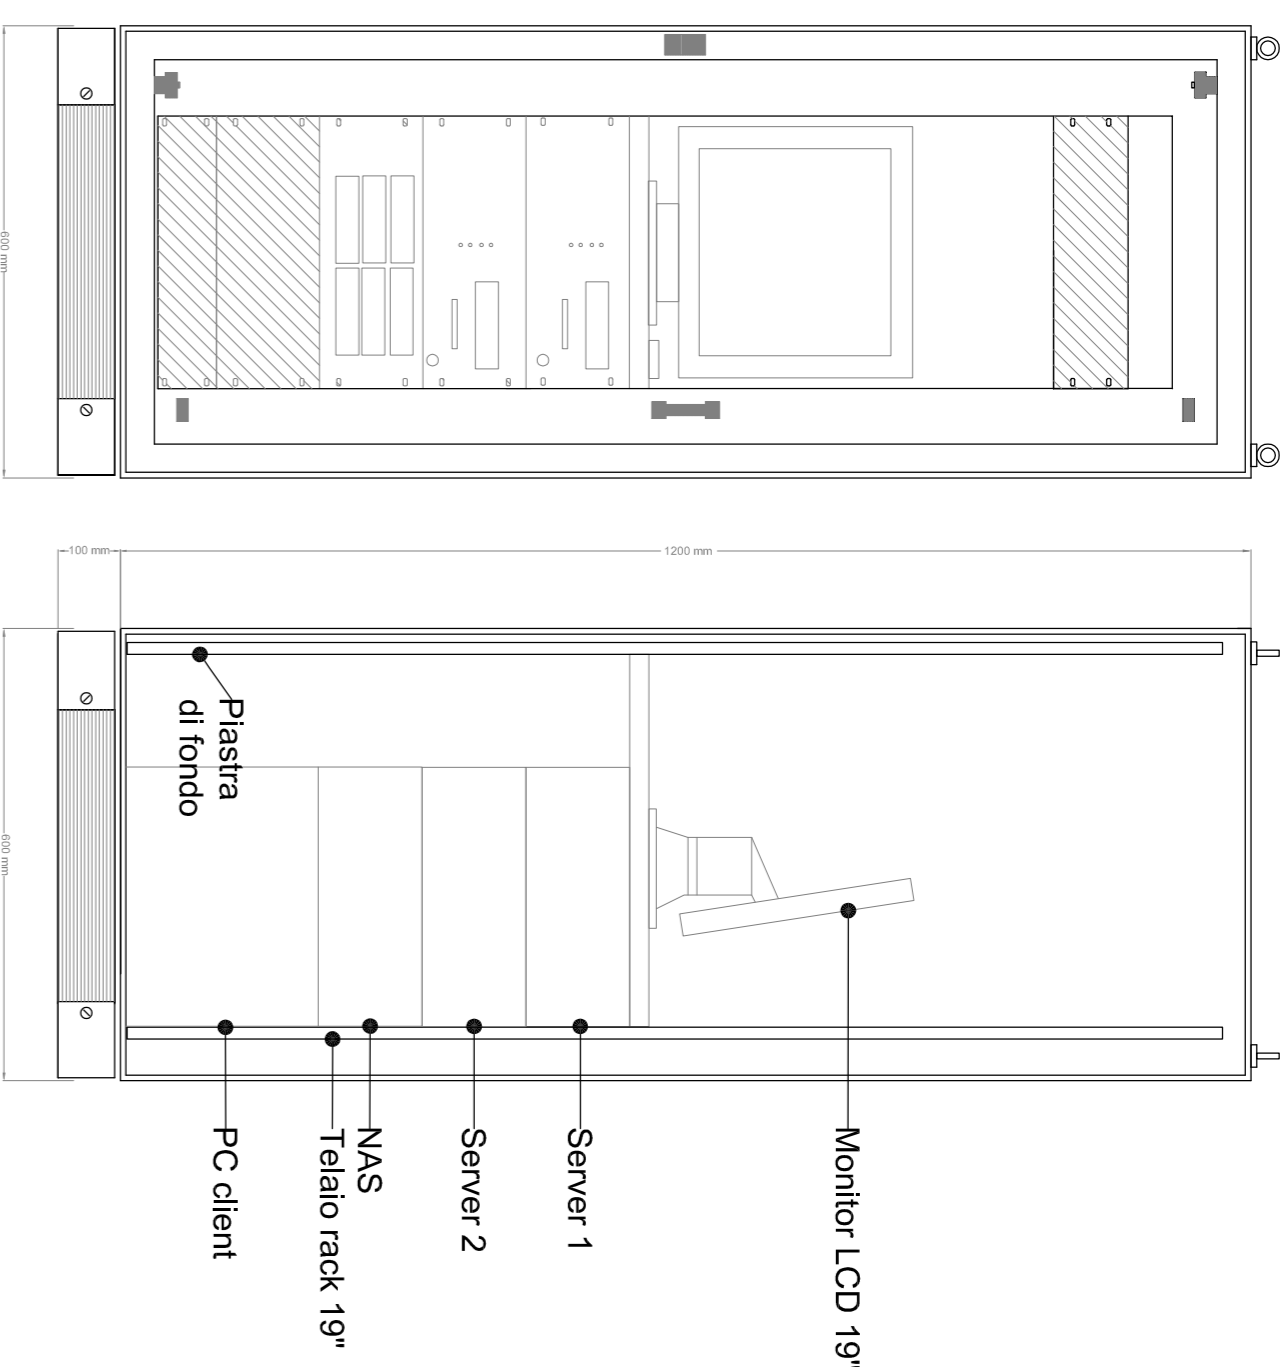 600 mm
100 mm
1200 mm
600 mm
Piastra
di fondo
Monitor LCD 19"
Server 1
Server 2
NAS
Telaio rack 19"
PC client